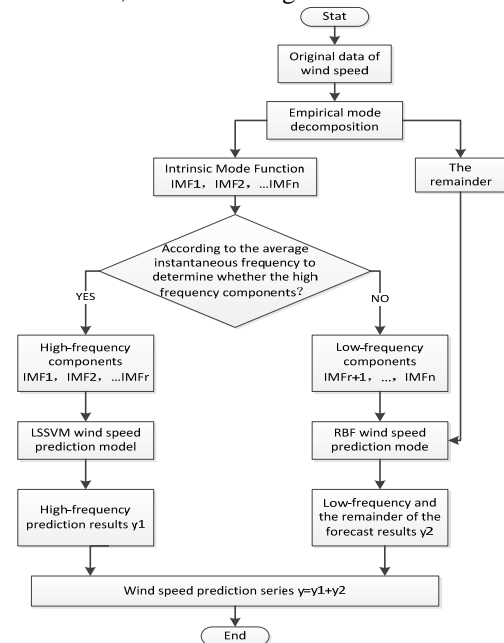 Stat
Original data of
wind speed
Empirical mode
decomposition
Intrinsic Mode Function
IMF1, IMF2, ...IMFn
The
remainder
According to the average
instantaneous frequency to
determine whether the high
frequency components?
YES
NO
High-frequency
components
IMF1, IMF2, ...IMFr
Low-frequency
components
IMFr+1, ..., IMFn
LSSVM wind speed
prediction model
RBF wind speed
prediction mode
High-frequency
prediction results y1
Low-frequency and
the remainder of the
forecast results y2
Wind speed prediction series y=y1+y2
End